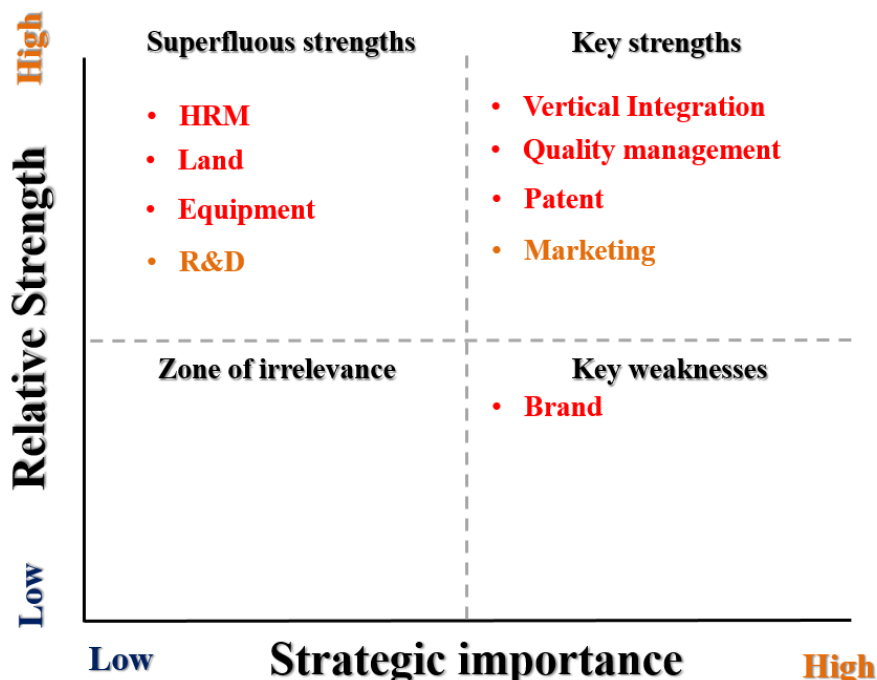 High
Relative Strength
Low
Superfluous strengths
• HRM
• Land
• Equipment
• R&D
Key strengths
• Vertical Integration
• Quality management
• Patent
• Marketing
Zone of irrelevance
Key weaknesses
• Brand
Low
Strategic importance
High